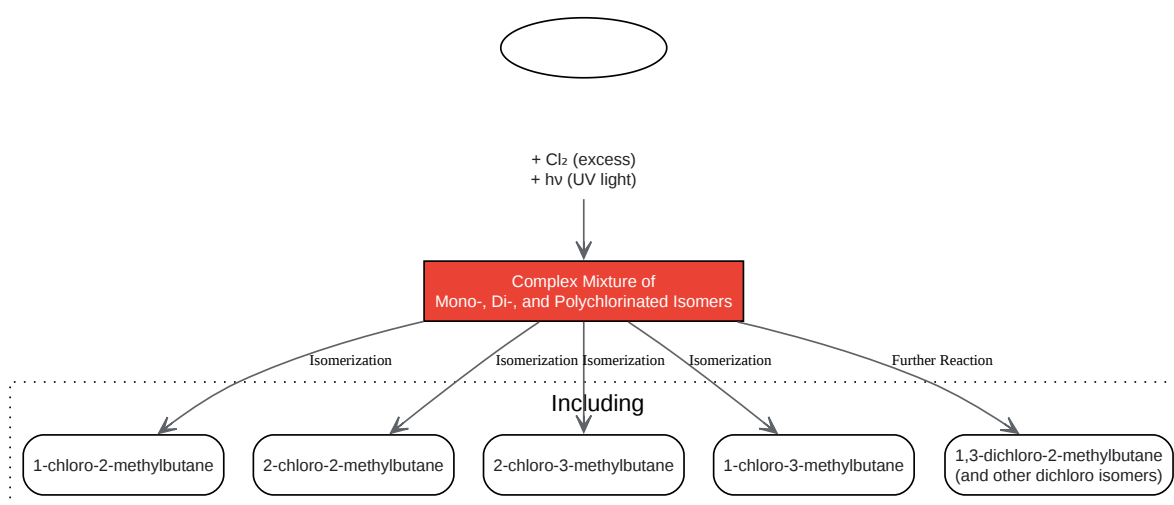 + Cl₂ (excess)
+ hν (UV light)
Complex Mixture of
Mono-, Di-, and Polychlorinated Isomers
Isomerization
Isomerization
Isomerization
Isomerization
Further Reaction
Including
1-chloro-2-methylbutane
2-chloro-2-methylbutane
2-chloro-3-methylbutane
1-chloro-3-methylbutane
1,3-dichloro-2-methylbutane
(and other dichloro isomers)